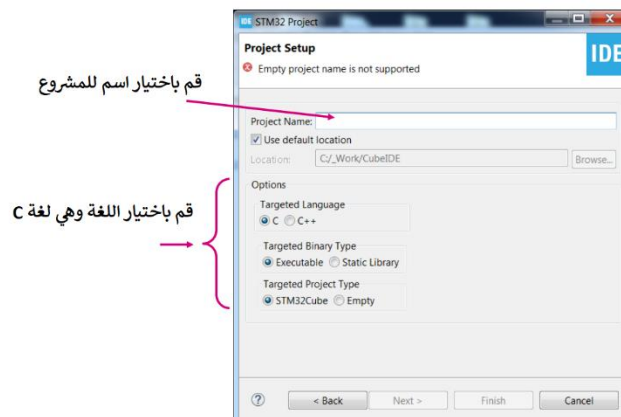 IDE STM32 Project
Project Setup
Empty project name is not supported
IDE
قم باختيار اسم للمشروع
Project Name:
Use default location
Location: C:/_Work/CubeIDE Browse...
Options
قم باختيار اللغة وهي لغة C
Targeted Language
C C++
Targeted Binary Type
Executable Static Library
Targeted Project Type
STM32Cube Empty
? < Back Next > Finish Cancel